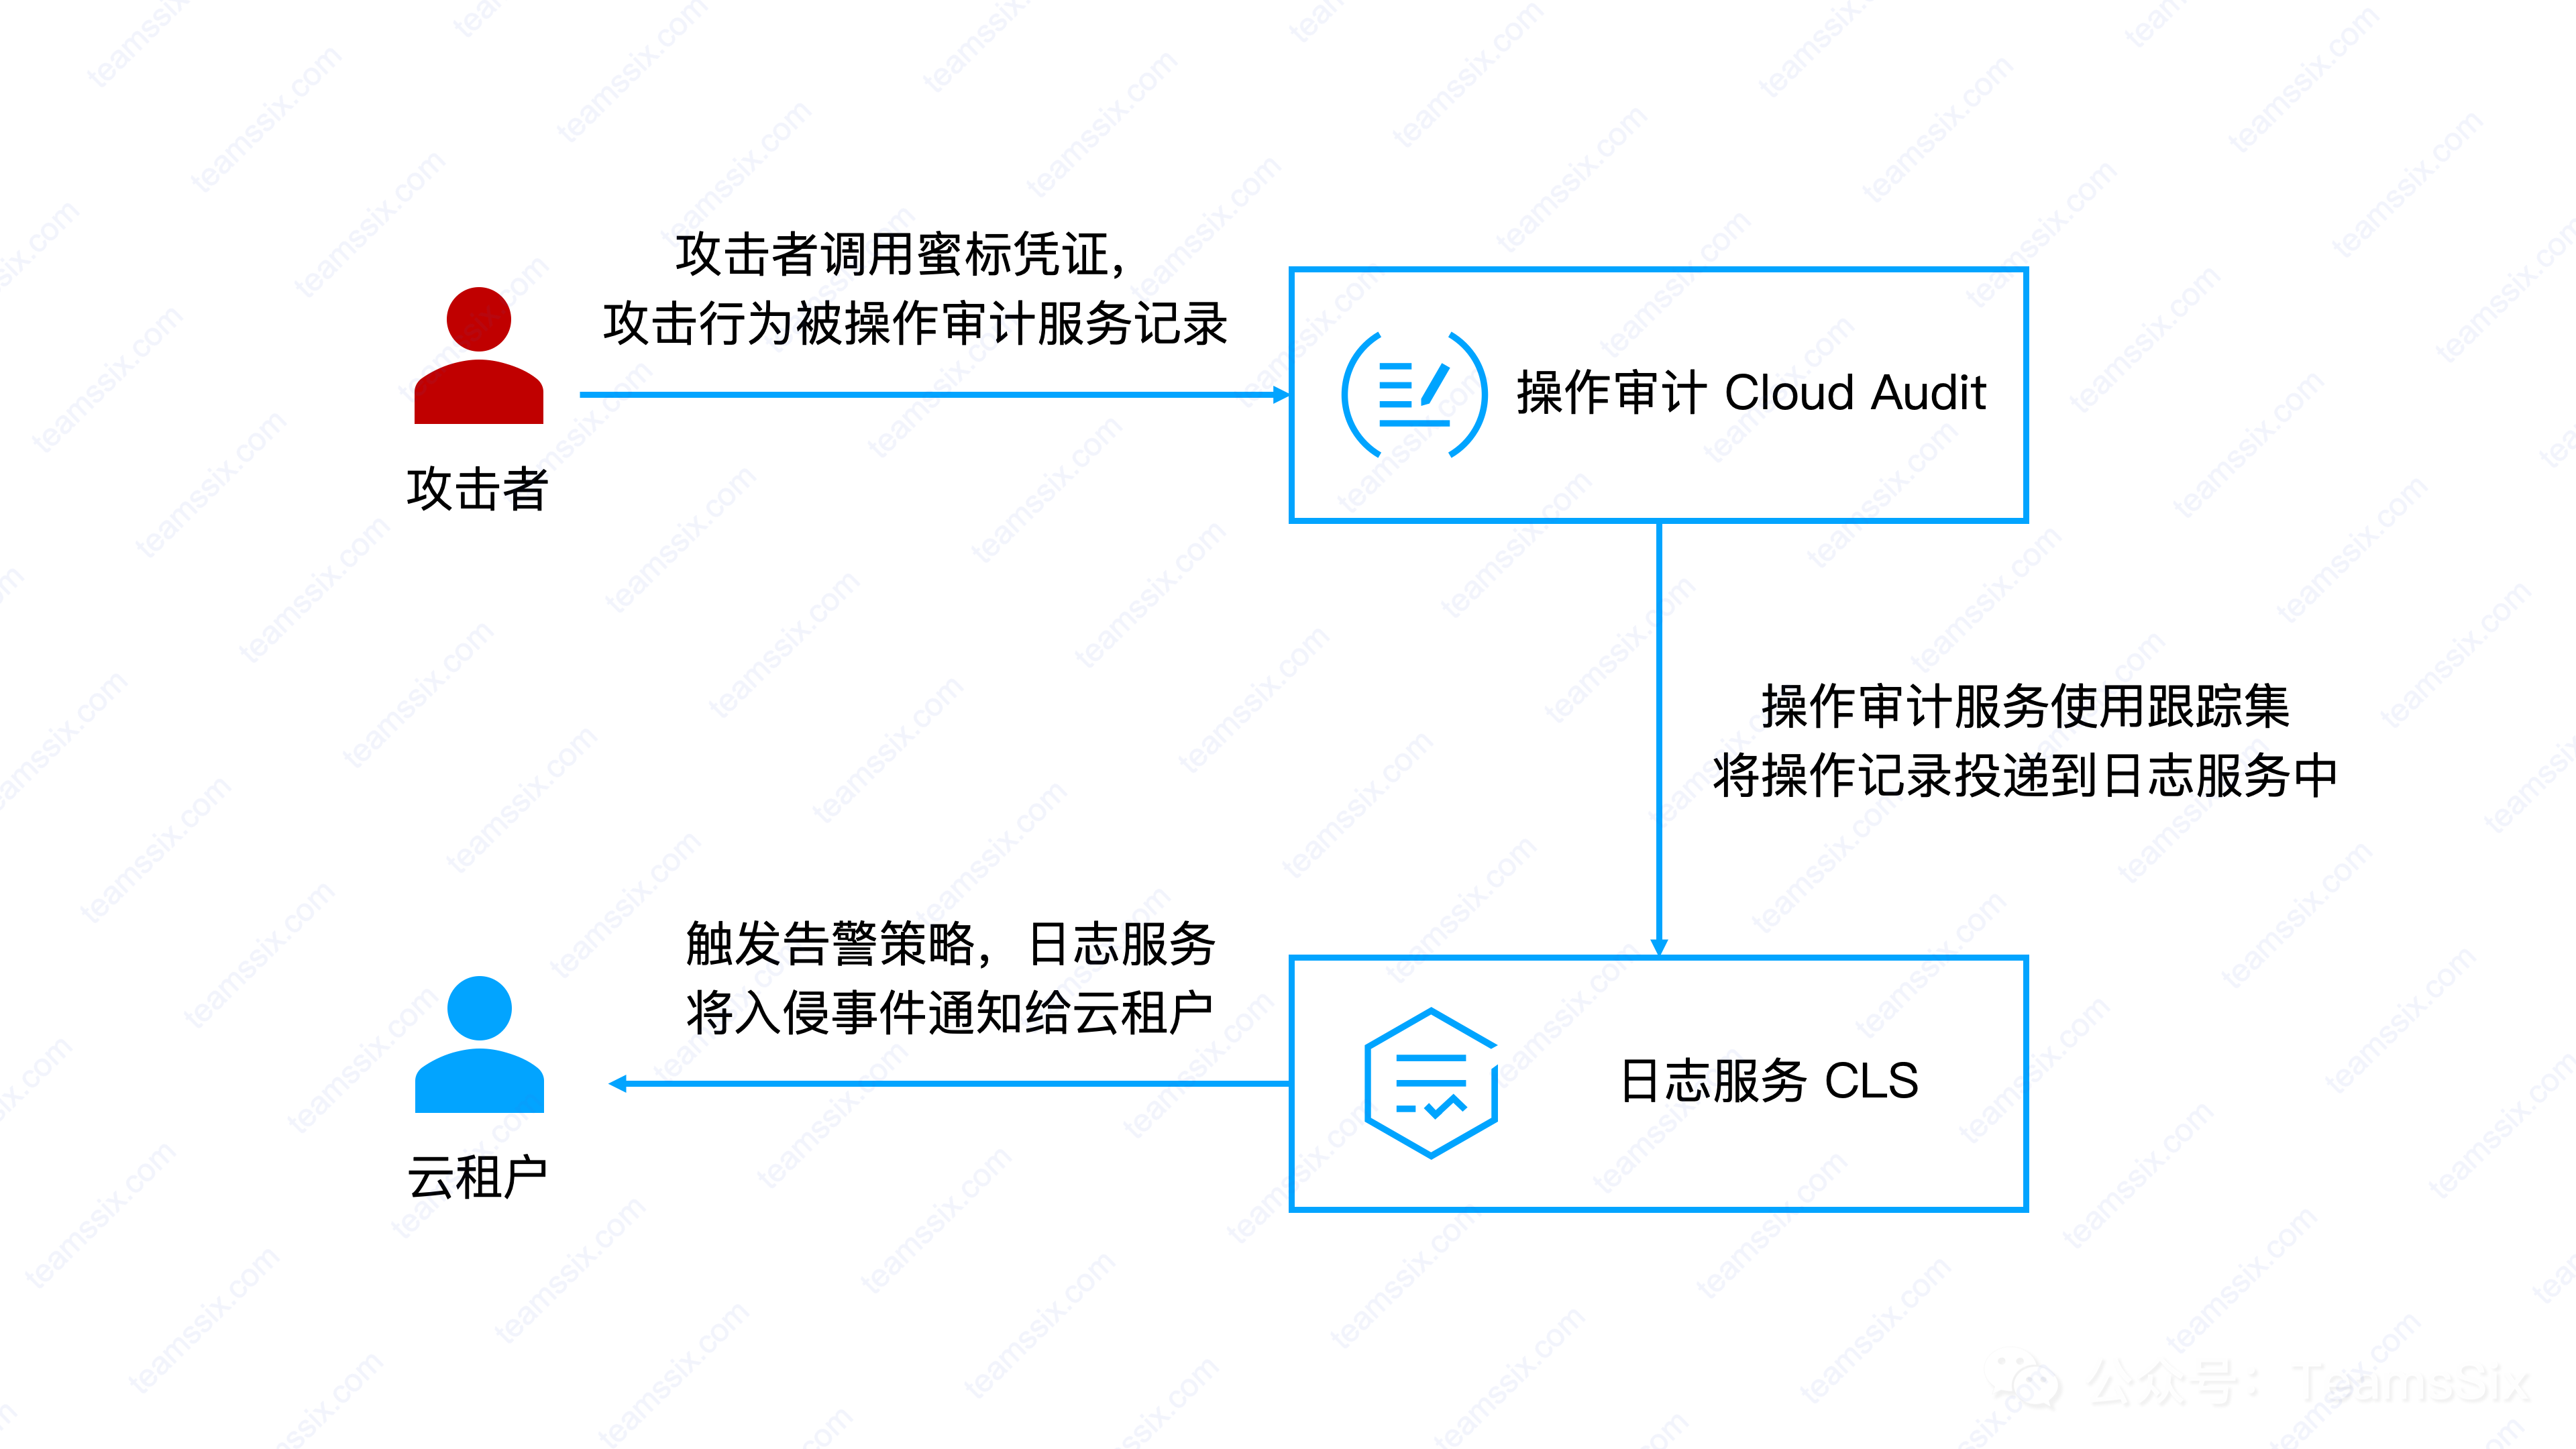 攻击者调用蜜标凭证，
攻击行为被操作审计服务记录
攻击者
操作审计 Cloud Audit
操作审计服务使用跟踪集
将操作记录投递到日志服务中
触发告警策略，日志服务
将入侵事件通知给云租户
云租户
日志服务 CLS
公众号：TeamsSix
teamssix.com